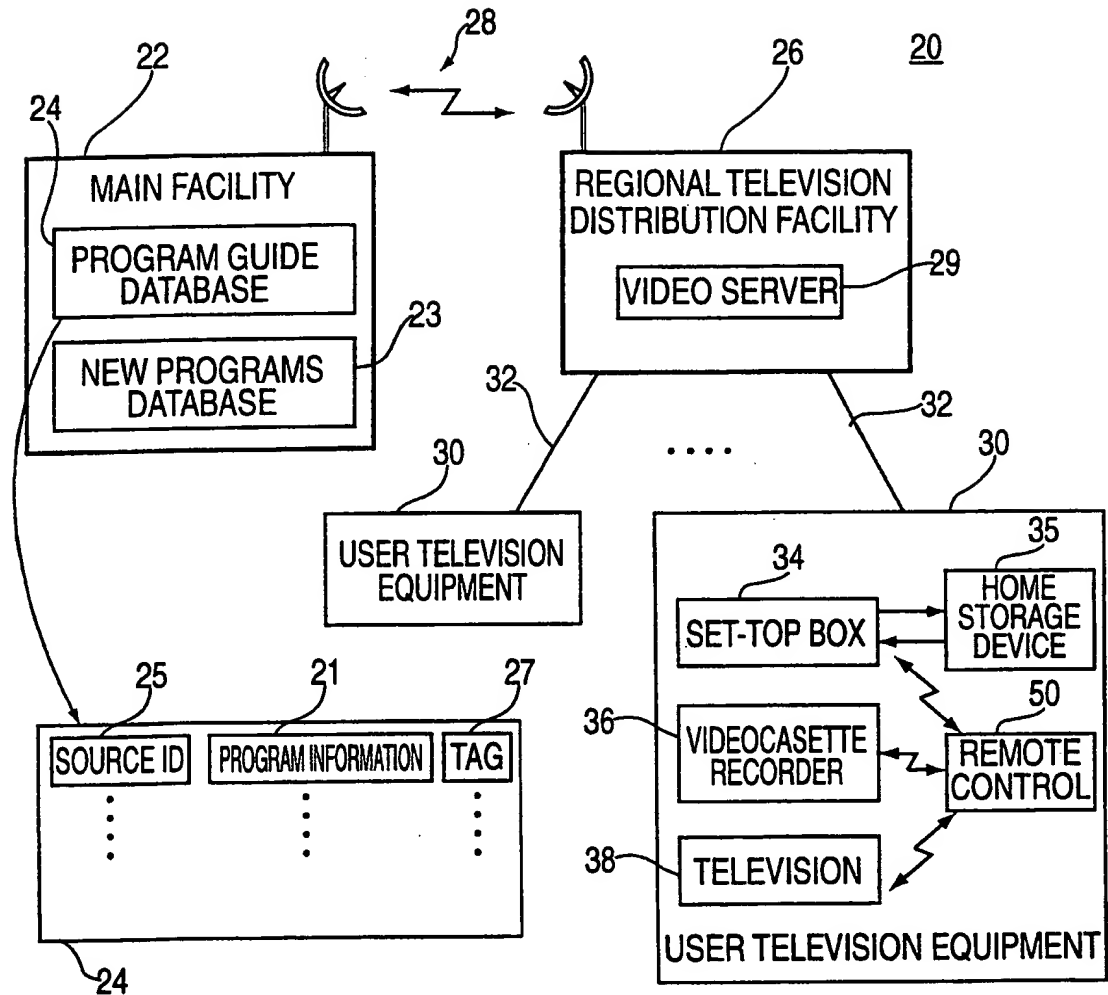 28
22
26
20
24
MAIN FACILITY
PROGRAM GUIDE
DATABASE
23
NEW PROGRAMS
DATABASE
REGIONAL TELEVISION
DISTRIBUTION FACILITY
29
VIDEO SERVER
32
32
30
USER TELEVISION
EQUIPMENT
30
34
SET-TOP BOX
35
HOME
STORAGE
DEVICE
36
VIDEOCASETTE
RECORDER
50
REMOTE
CONTROL
38
TELEVISION
USER TELEVISION EQUIPMENT
25
21
27
SOURCE ID
PROGRAM INFORMATION
TAG
24